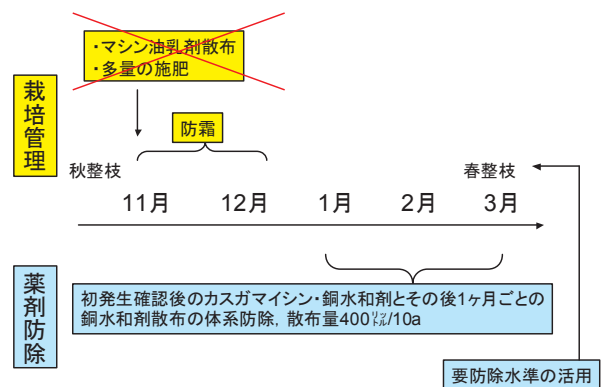 ・マシン油乳剤散布
・多量の施肥
栽培管理
防霜
秋整枝
春整枝
11月 12月 1月 2月 3月
薬剤防除
初発生確認後のカスガマイシン・銅水和剤とその後1ヶ月ごとの
銅水和剤散布の体系防除，散布量400㍑/10a
要防除水準の活用